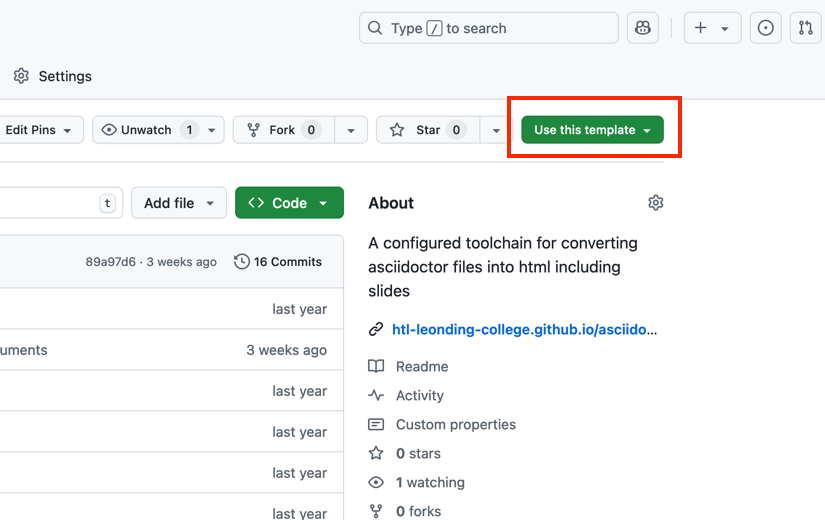 Type / to search
Settings
Edit Pins
Unwatch 1
Fork 0
Star 0
Use this template
t
Add file
<> Code
About
A configured toolchain for converting
asciidoctor files into html including
slides
89a97d6 · 3 weeks ago
16 Commits
htl-leonding-college.github.io/asciido...
last year
uments
3 weeks ago
last year
last year
last year
last year
Readme
Activity
Custom properties
0 stars
1 watching
0 forks